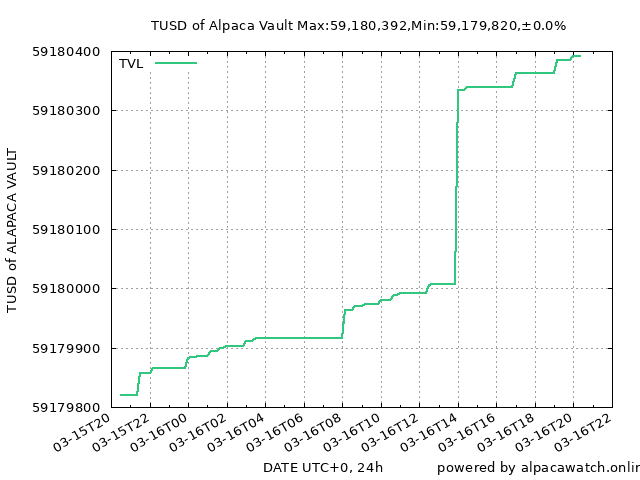 TUSD of Alpaca Vault Max:59,180,392,Min:59,179,820,±0.0%
59180400
TVL
59180300
59180200
59180100
59180000
59179900
59179800
TUSD of ALAPACA VAULT
03-15T20
03-15T22
03-16T00
03-16T02
03-16T04
03-16T06
03-16T08
03-16T10
03-16T12
03-16T14
03-16T16
03-16T18
03-16T20
03-16T22
DATE UTC+0, 24h
powered by alpacawatch.onlin